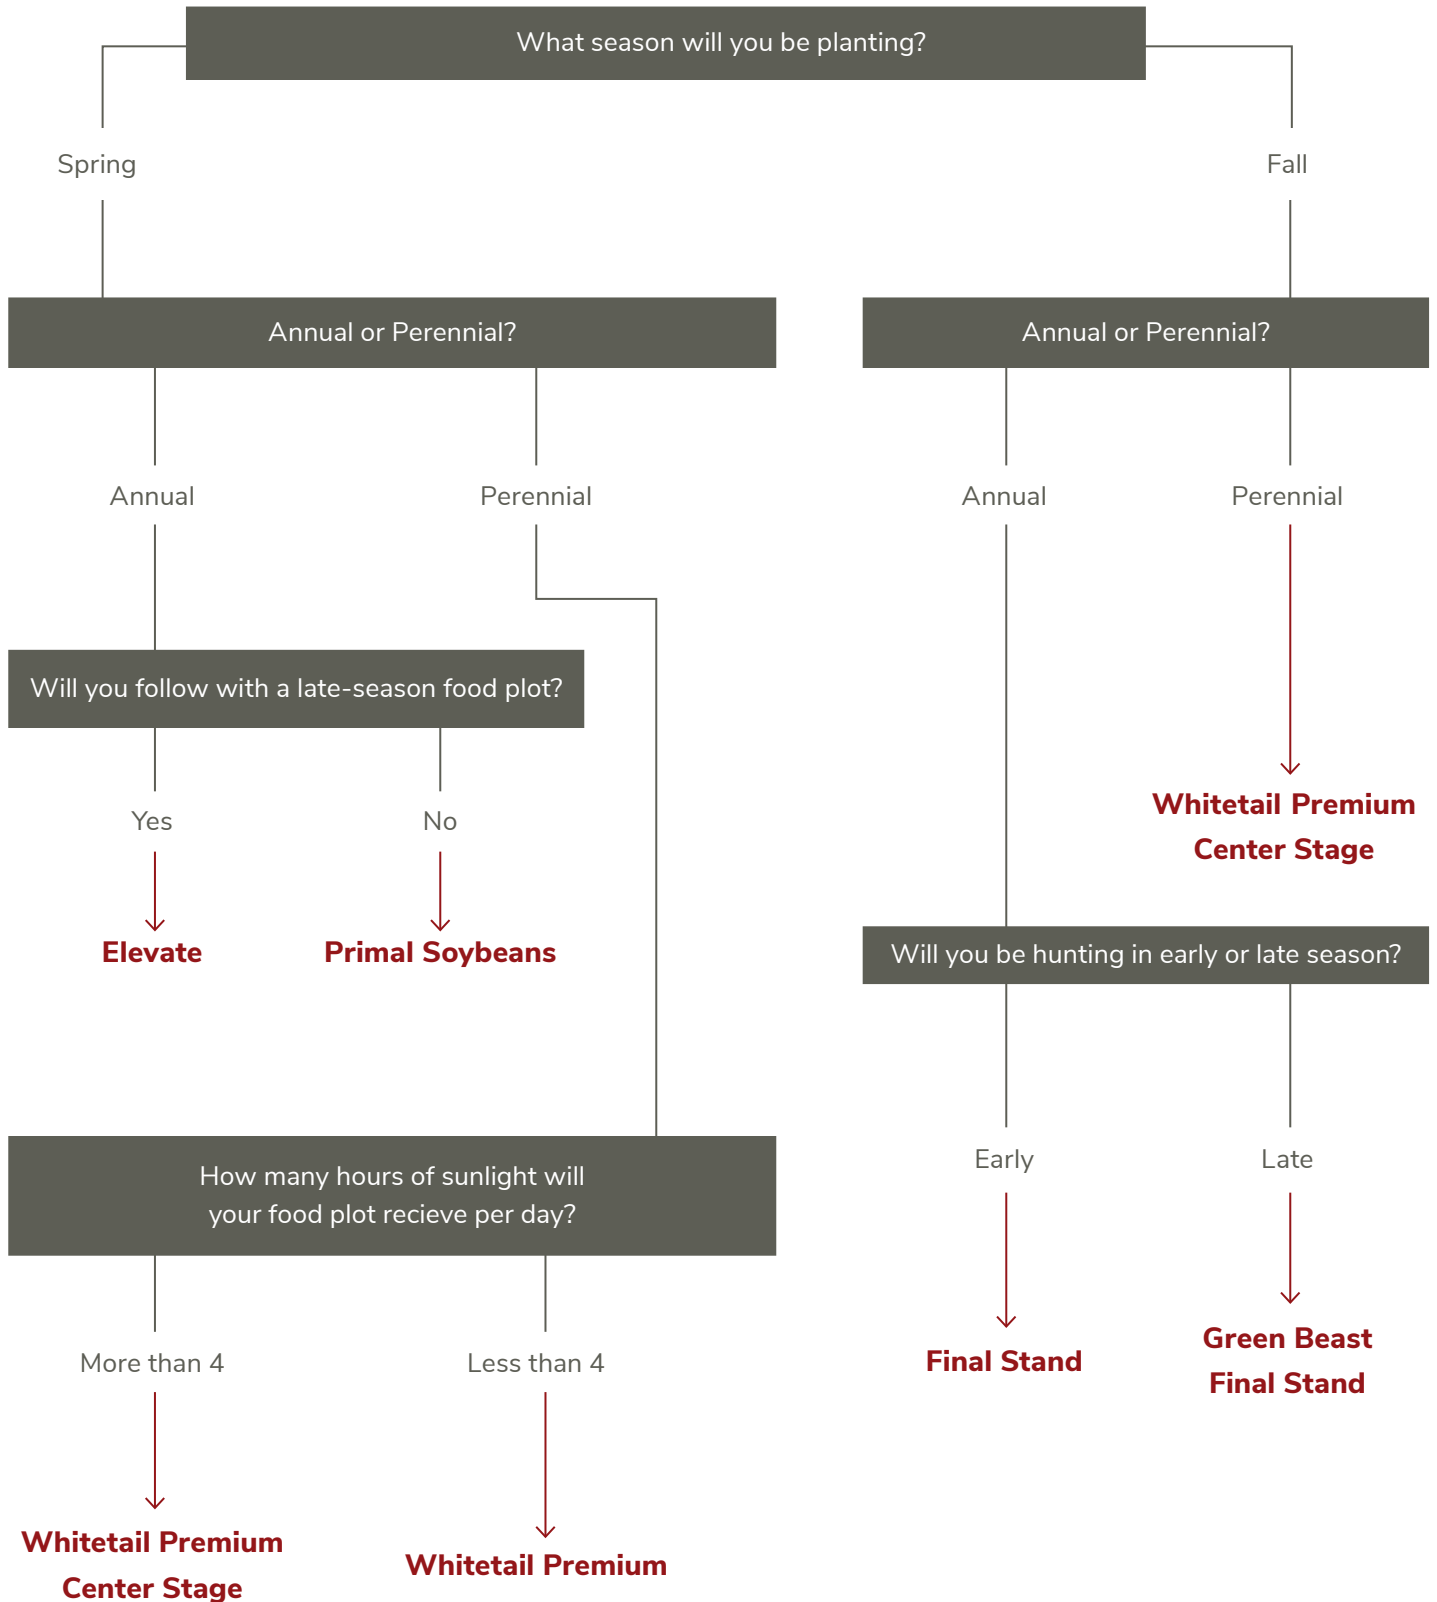 What season will you be planting?
Spring
Fall
Annual or Perennial?
Annual or Perennial?
Annual
Perennial
Annual
Perennial
Will you follow with a late-season food plot?
Yes
No
Whitetail Premium
Center Stage
Elevate
Primal Soybeans
Will you be hunting in early or late season?
How many hours of sunlight will
your food plot recieve per day?
Early
Late
More than 4
Less than 4
Final Stand
Green Beast
Final Stand
Whitetail Premium
Center Stage
Whitetail Premium